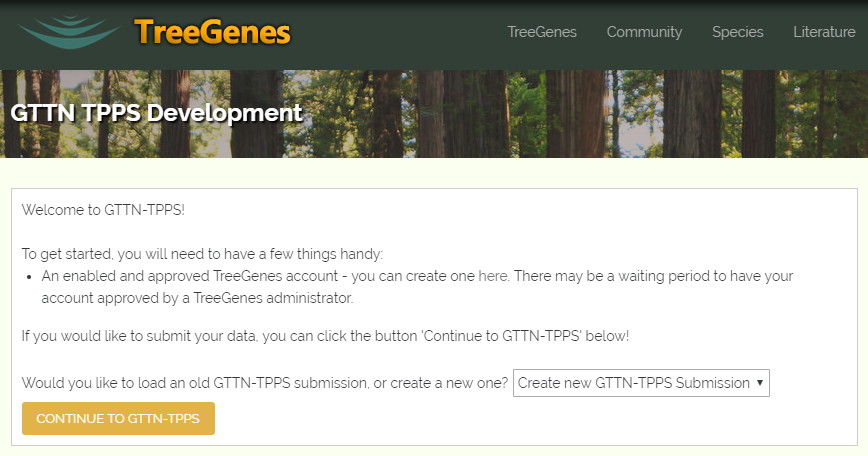 TreeGenes
TreeGenes Community Species Literature
GTTN TPPS Development
Welcome to GTTN-TPPS!
To get started, you will need to have a few things handy:
• An enabled and approved TreeGenes account - you can create one here. There may be a waiting period to have your
account approved by a TreeGenes administrator.
If you would like to submit your data, you can click the button 'Continue to GTTN-TPPS' below!
Would you like to load an old GTTN-TPPS submission, or create a new one? Create new GTTN-TPPS Submission
CONTINUE TO GTTN-TPPS